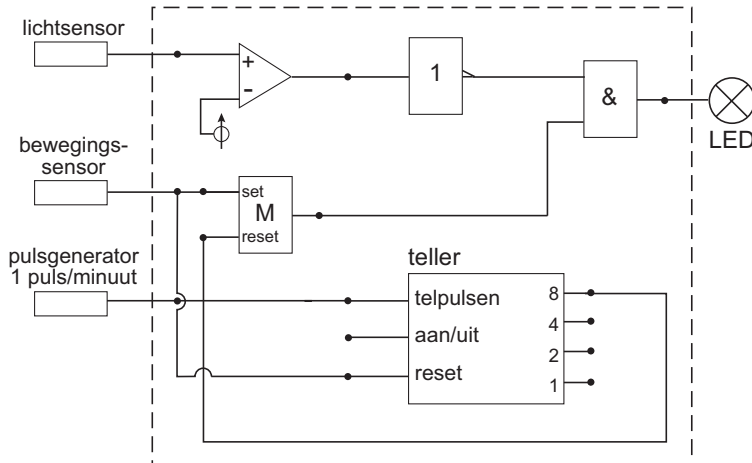 lichtsensor
+
-
1
&
LED
bewegings-
sensor
set
M
reset
pulsgenerator
1 puls/minuut
teller
telpulsen
aan/uit
reset
8
4
2
1